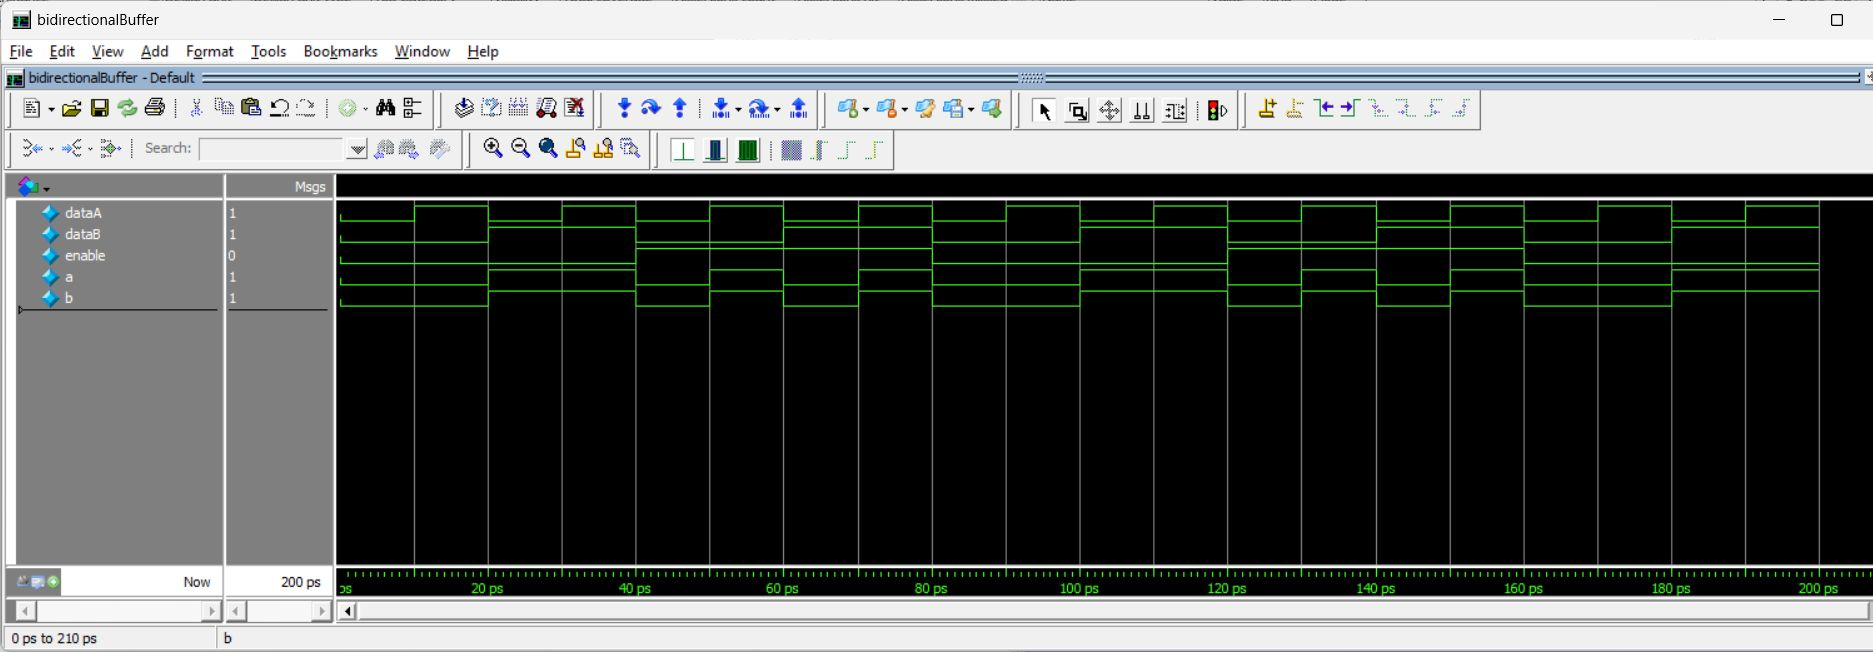 bidirectionalBuffer
File Edit View Add Format Tools Bookmarks Window Help
bidirectionalBuffer - Default
Search:
Msgs
dataA 1
dataB 1
enable 0
a 1
b 1
Now 200 ps
ps 20 ps 40 ps 60 ps 80 ps 100 ps 120 ps 140 ps 160 ps 180 ps 200 ps
0 ps to 210 ps b